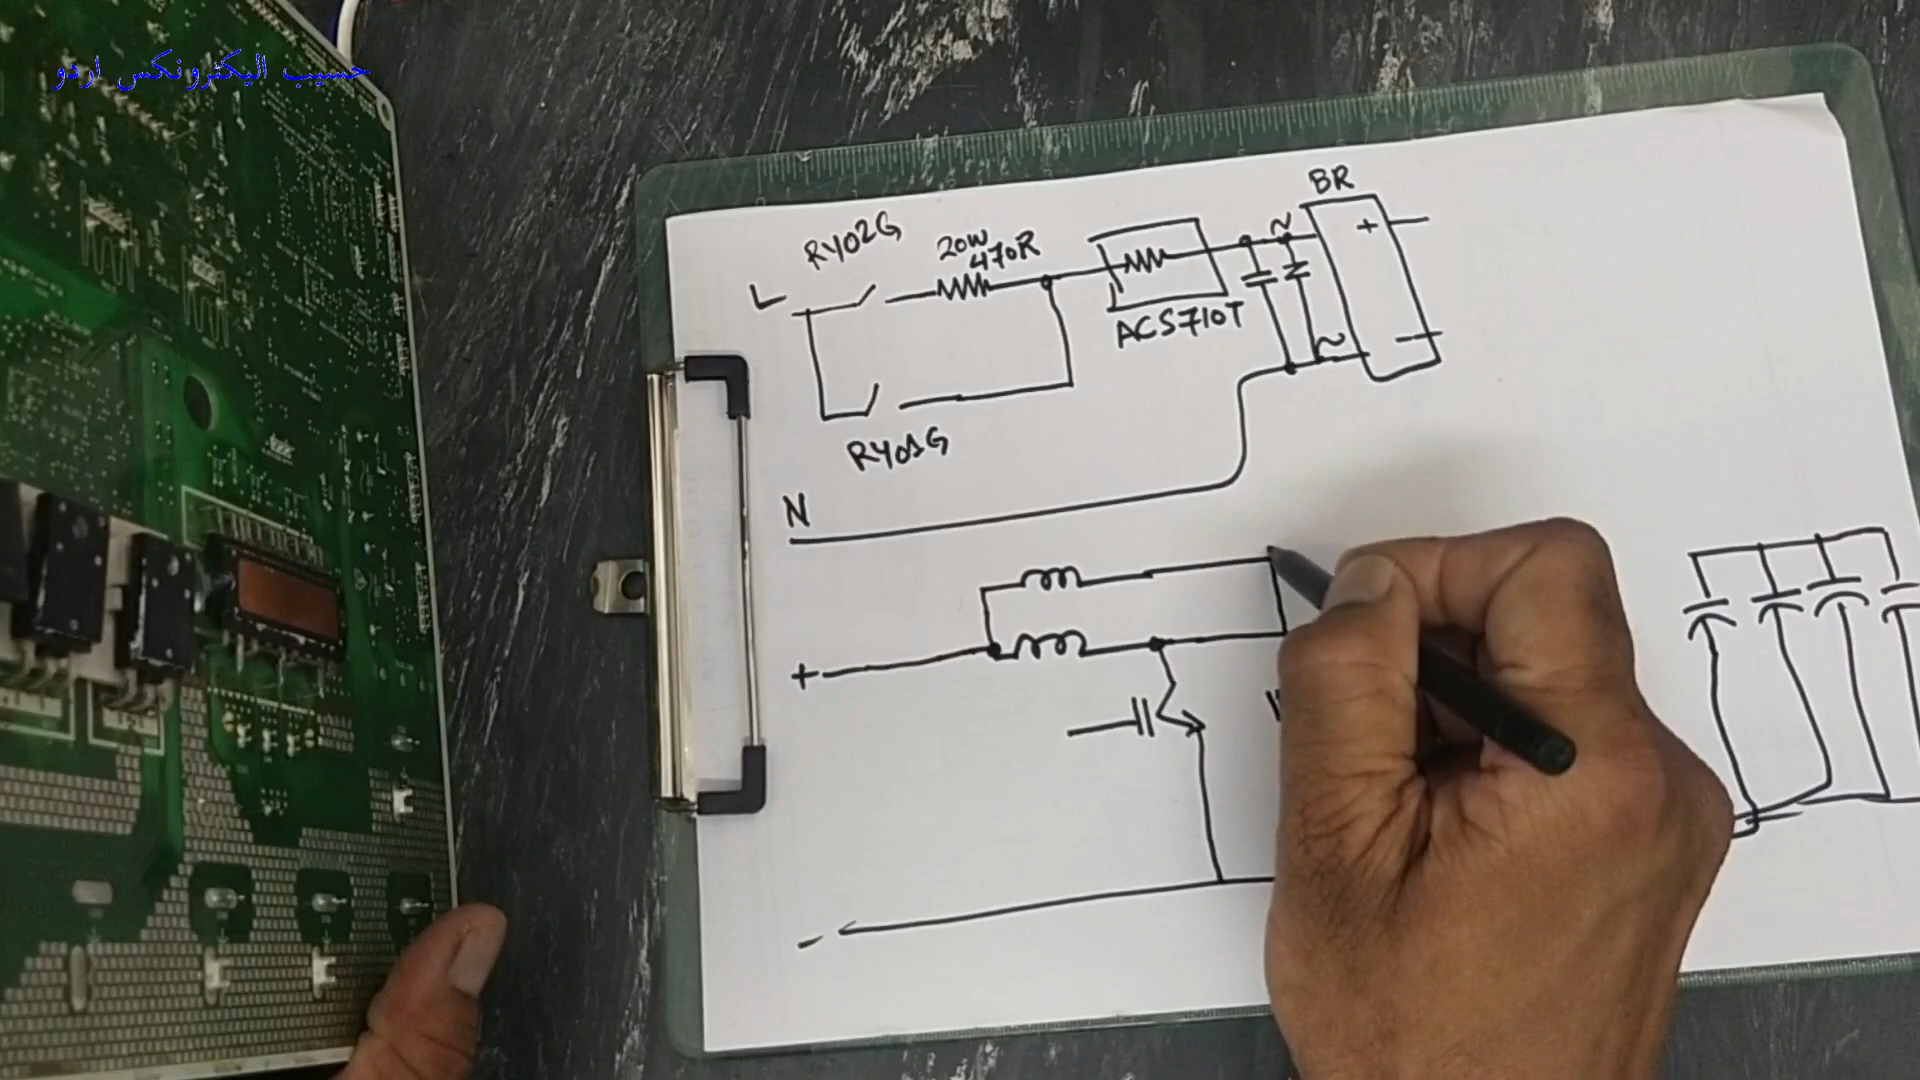 حسیب الیکٹرونکس اردو
BR
RY02G
20W
470R
L
~
+
ACS710T
~
-
RY01G
N
+
-